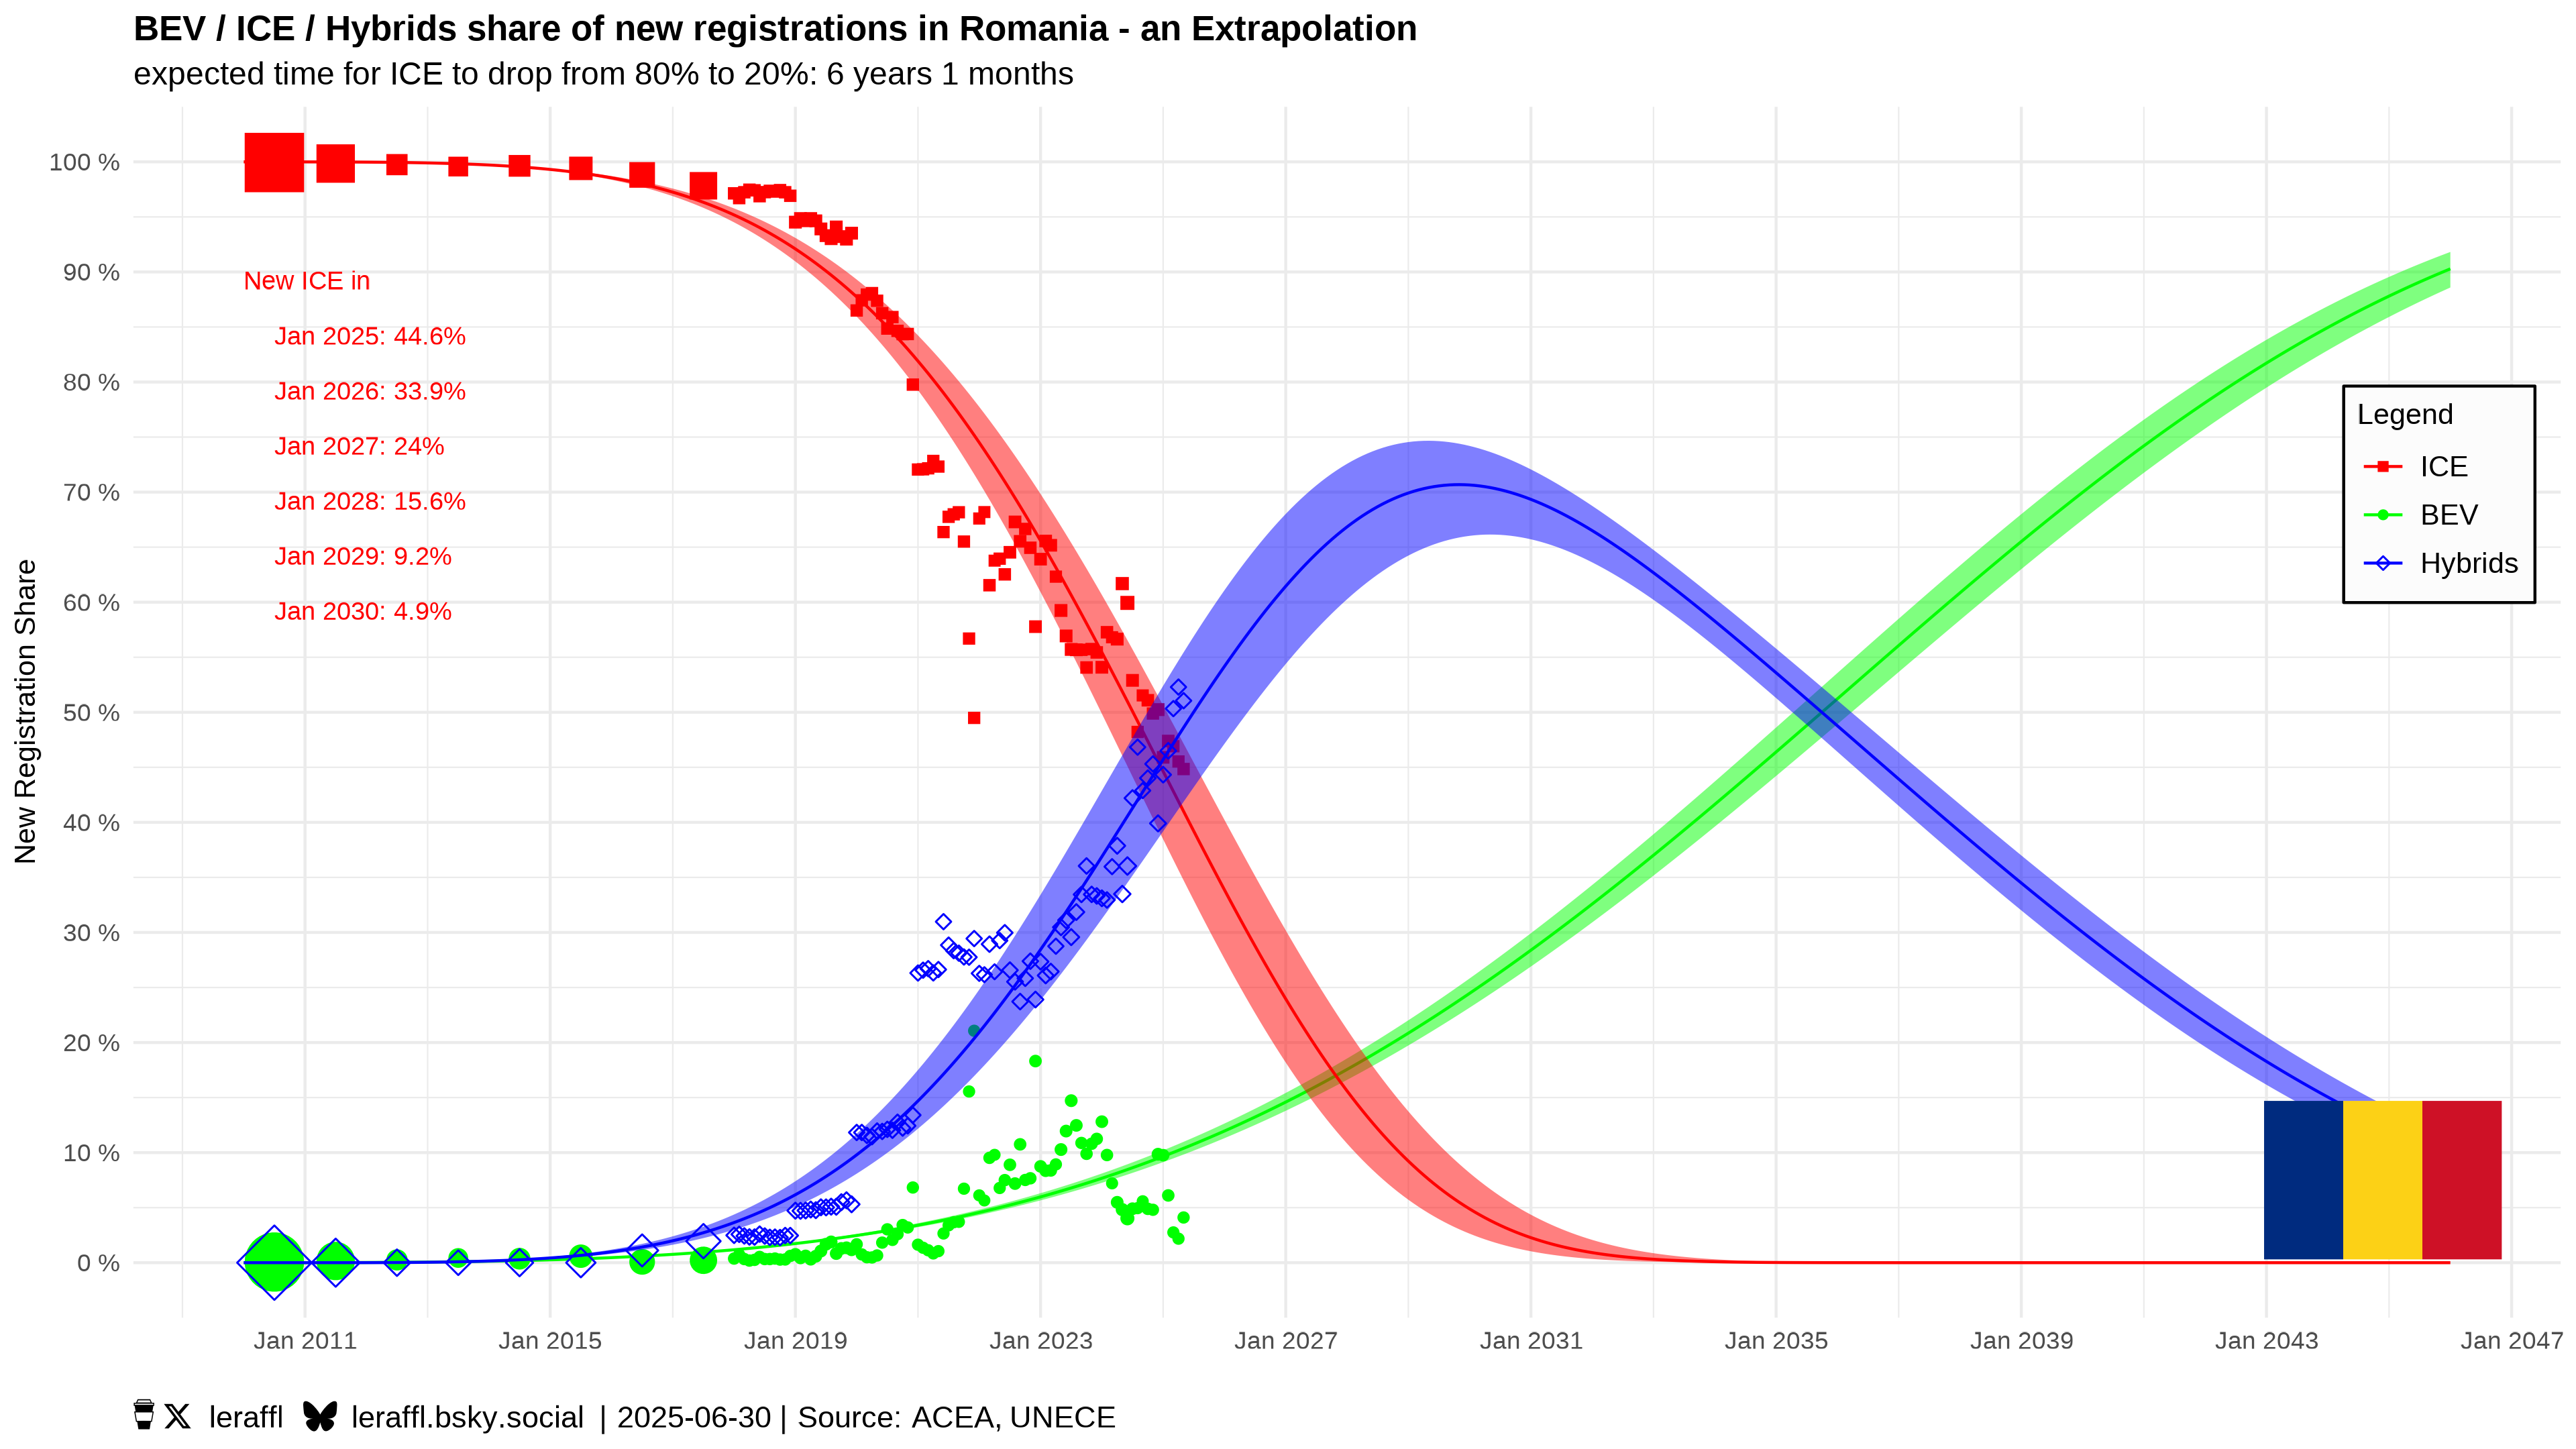 BEV / ICE / Hybrids share of new registrations in Romania - an Extrapolation
expected time for ICE to drop from 80% to 20%: 6 years 1 months
New Registration Share
100 %
90 %
80 %
70 %
60 %
50 %
40 %
30 %
20 %
10 %
0 %
New ICE in
Jan 2025: 44.6%
Jan 2026: 33.9%
Jan 2027: 24%
Jan 2028: 15.6%
Jan 2029: 9.2%
Jan 2030: 4.9%
Legend
ICE
BEV
Hybrids
Jan 2011 Jan 2015 Jan 2019 Jan 2023 Jan 2027 Jan 2031 Jan 2035 Jan 2039 Jan 2043 Jan 2047
leraffl leraffl.bsky.social | 2025-06-30 | Source: ACEA, UNECE